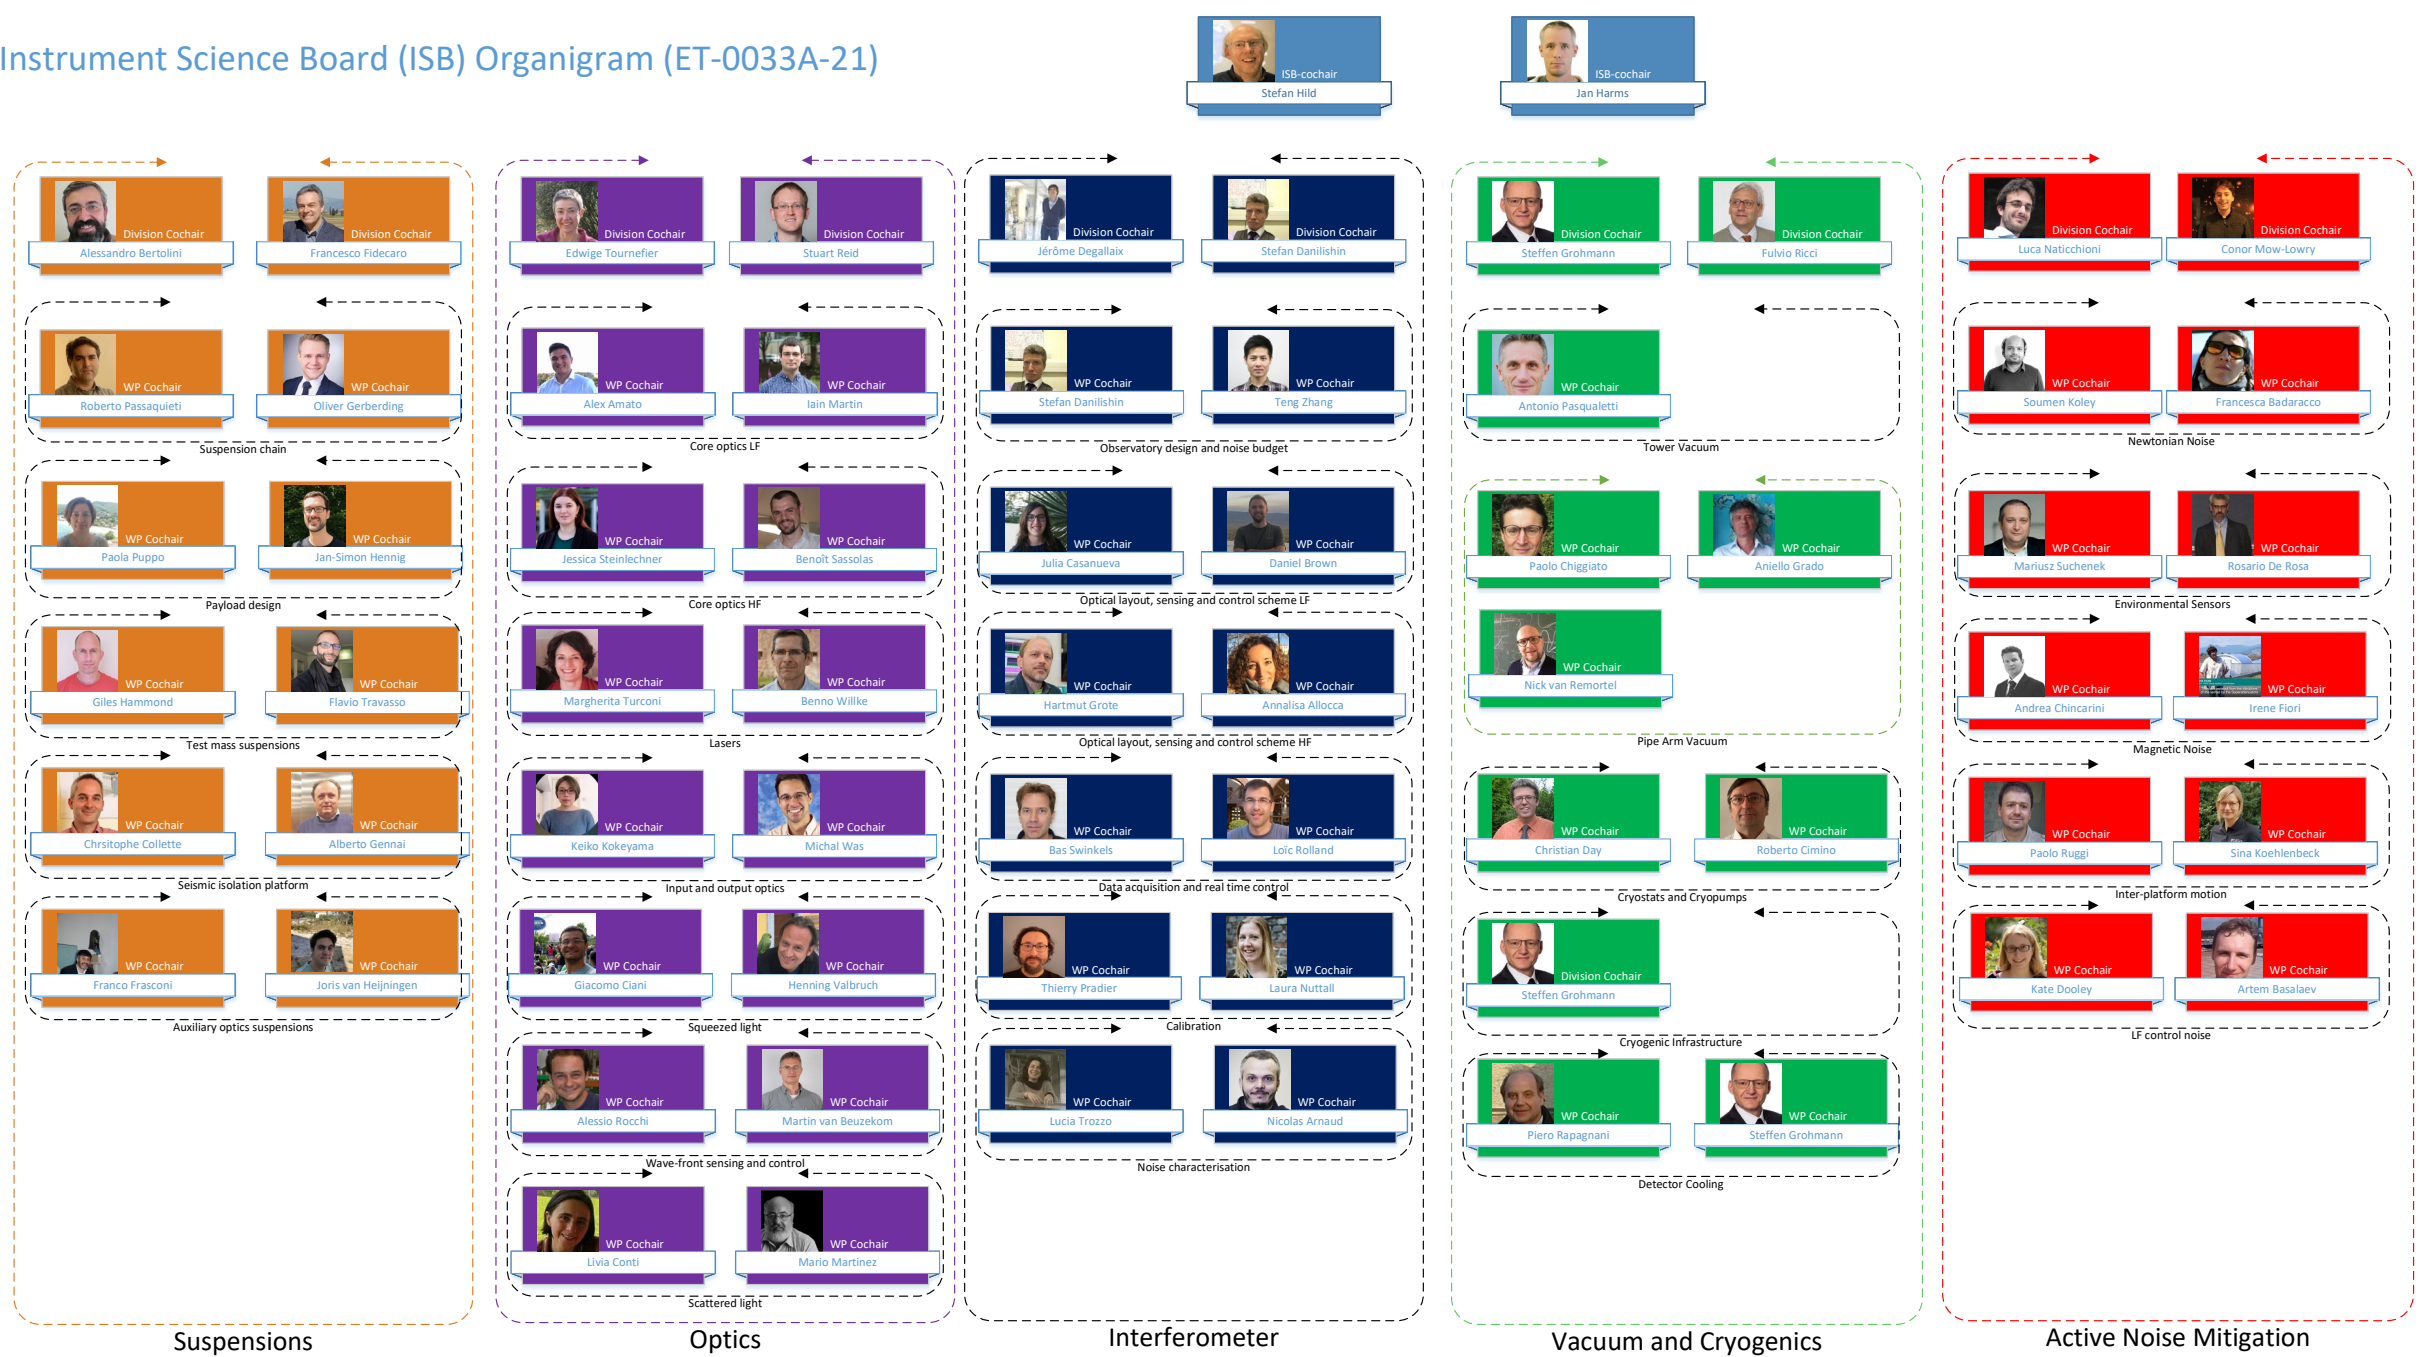 Instrument Science Board (ISB) Organigram (ET-0033A-21)
ISB-cochair
Stefan Hild
ISB-cochair
Jan Harms
Division Cochair
Alessandro Bertolini
Division Cochair
Francesco Fidecaro
WP Cochair
Roberto Passaquieti
WP Cochair
Oliver Gerberding
Suspension chain
WP Cochair
Paola Puppo
WP Cochair
Jan-Simon Hennig
Payload design
WP Cochair
Giles Hammond
WP Cochair
Flavio Travasso
Test mass suspensions
WP Cochair
Chrsitophe Collette
WP Cochair
Alberto Gennai
Seismic isolation platform
WP Cochair
Franco Frasconi
WP Cochair
Joris van Heijningen
Auxiliary optics suspensions
Suspensions
Division Cochair
Edwige Tournefier
Division Cochair
Stuart Reid
WP Cochair
Alex Amato
WP Cochair
Iain Martin
Core optics LF
WP Cochair
Jessica Steinlechner
WP Cochair
Benoît Sassolas
Core optics HF
WP Cochair
Margherita Turconi
WP Cochair
Benno Willke
Lasers
WP Cochair
Keiko Kokeyama
WP Cochair
Michal Was
Input and output optics
WP Cochair
Giacomo Ciani
WP Cochair
Henning Valbruch
Squeezed light
WP Cochair
Alessio Rocchi
WP Cochair
Martin van Beuzekom
Wave-front sensing and control
WP Cochair
Livia Conti
WP Cochair
Mario Martinez
Scattered light
Optics
Division Cochair
Jérôme Degallaix
Division Cochair
Stefan Danilishin
WP Cochair
Stefan Danilishin
WP Cochair
Teng Zhang
Observatory design and noise budget
WP Cochair
Julia Casanueva
WP Cochair
Daniel Brown
Optical layout, sensing and control scheme LF
WP Cochair
Hartmut Grote
WP Cochair
Annalisa Allocca
Optical layout, sensing and control scheme HF
WP Cochair
Bas Swinkels
WP Cochair
Loïc Rolland
Data acquisition and real time control
WP Cochair
Thierry Pradier
WP Cochair
Laura Nuttall
Calibration
WP Cochair
Lucia Trozzo
WP Cochair
Nicolas Arnaud
Noise characterisation
Interferometer
Division Cochair
Steffen Grohmann
Division Cochair
Fulvio Ricci
WP Cochair
Antonio Pasqualetti
Tower Vacuum
WP Cochair
Paolo Chiggiato
WP Cochair
Aniello Grado
WP Cochair
Nick van Remortel
Pipe Arm Vacuum
WP Cochair
Christian Day
WP Cochair
Roberto Cimino
Cryostats and Cryopumps
Division Cochair
Steffen Grohmann
Cryogenic Infrastructure
WP Cochair
Piero Rapagnani
WP Cochair
Steffen Grohmann
Detector Cooling
Vacuum and Cryogenics
Division Cochair
Luca Naticchioni
Division Cochair
Conor Mow-Lowry
WP Cochair
Soumen Koley
WP Cochair
Francesca Badaracco
Newtonian Noise
WP Cochair
Mariusz Suchenek
WP Cochair
Rosario De Rosa
Environmental Sensors
WP Cochair
Andrea Chincarini
WP Cochair
Irene Fiori
Magnetic Noise
WP Cochair
Paolo Ruggi
WP Cochair
Sina Koehlenbeck
Inter-platform motion
WP Cochair
Kate Dooley
WP Cochair
Artem Basalaev
LF control noise
Active Noise Mitigation